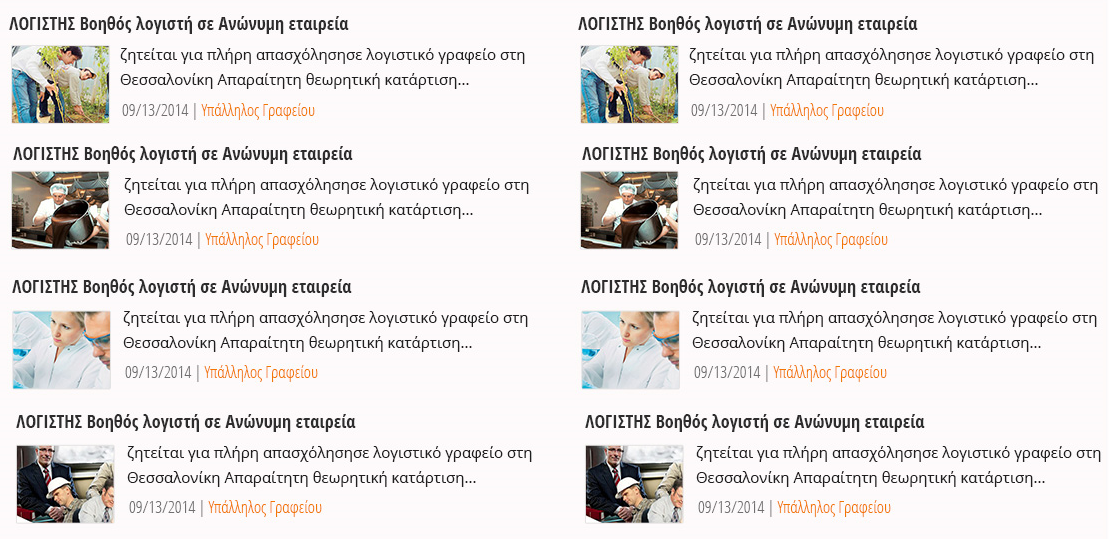 ΛΟΓΙΣΤΗΣ Βοηθός λογιστή σε Ανώνυμη εταιρεία
ζητείται για πλήρη απασχόλησησε λογιστικό γραφείο στη
Θεσσαλονίκη Απαραίτητη θεωρητική κατάρτιση...
09/13/2014 | Υπάλληλος Γραφείου
ΛΟΓΙΣΤΗΣ Βοηθός λογιστή σε Ανώνυμη εταιρεία
ζητείται για πλήρη απασχόλησησε λογιστικό γραφείο στη
Θεσσαλονίκη Απαραίτητη θεωρητική κατάρτιση...
09/13/2014 | Υπάλληλος Γραφείου
ΛΟΓΙΣΤΗΣ Βοηθός λογιστή σε Ανώνυμη εταιρεία
ζητείται για πλήρη απασχόλησησε λογιστικό γραφείο στη
Θεσσαλονίκη Απαραίτητη θεωρητική κατάρτιση...
09/13/2014 | Υπάλληλος Γραφείου
ΛΟΓΙΣΤΗΣ Βοηθός λογιστή σε Ανώνυμη εταιρεία
ζητείται για πλήρη απασχόλησησε λογιστικό γραφείο στη
Θεσσαλονίκη Απαραίτητη θεωρητική κατάρτιση...
09/13/2014 | Υπάλληλος Γραφείου
ΛΟΓΙΣΤΗΣ Βοηθός λογιστή σε Ανώνυμη εταιρεία
ζητείται για πλήρη απασχόλησησε λογιστικό γραφείο στη
Θεσσαλονίκη Απαραίτητη θεωρητική κατάρτιση...
09/13/2014 | Υπάλληλος Γραφείου
ΛΟΓΙΣΤΗΣ Βοηθός λογιστή σε Ανώνυμη εταιρεία
ζητείται για πλήρη απασχόλησησε λογιστικό γραφείο στη
Θεσσαλονίκη Απαραίτητη θεωρητική κατάρτιση...
09/13/2014 | Υπάλληλος Γραφείου
ΛΟΓΙΣΤΗΣ Βοηθός λογιστή σε Ανώνυμη εταιρεία
ζητείται για πλήρη απασχόλησησε λογιστικό γραφείο στη
Θεσσαλονίκη Απαραίτητη θεωρητική κατάρτιση...
09/13/2014 | Υπάλληλος Γραφείου
ΛΟΓΙΣΤΗΣ Βοηθός λογιστή σε Ανώνυμη εταιρεία
ζητείται για πλήρη απασχόλησησε λογιστικό γραφείο στη
Θεσσαλονίκη Απαραίτητη θεωρητική κατάρτιση...
09/13/2014 | Υπάλληλος Γραφείου